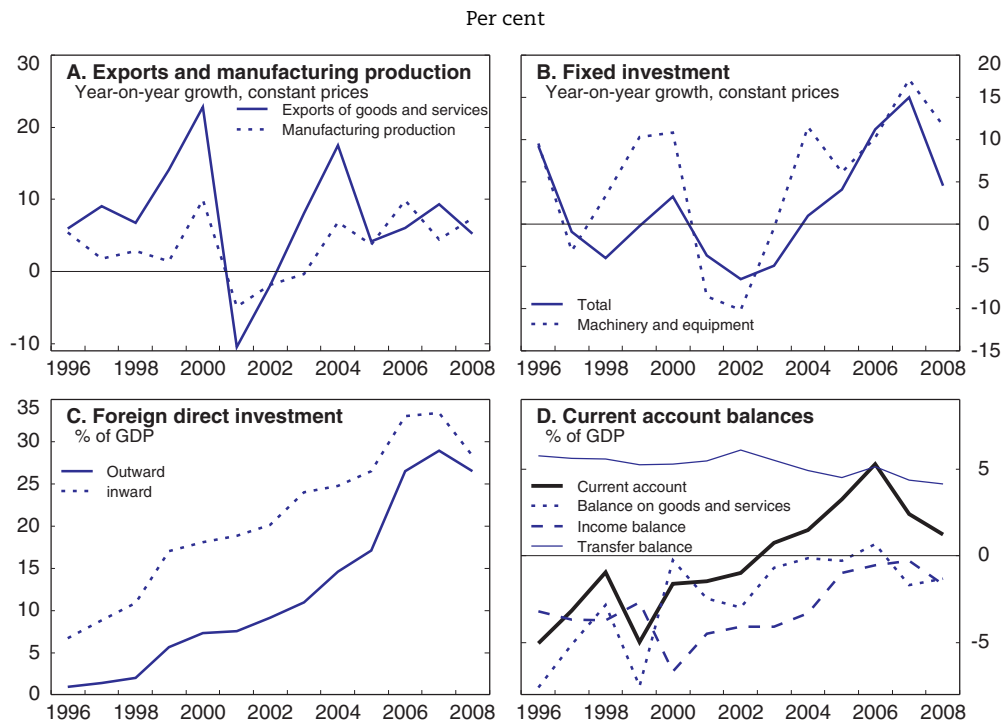 Per cent
A. Exports and manufacturing production
Year-on-year growth, constant prices
Exports of goods and services
Manufacturing production
30
20
10
0
-10
1996 1998 2000 2002 2004 2006 2008
B. Fixed investment
Year-on-year growth, constant prices
Total
Machinery and equipment
20
15
10
5
0
-5
-10
-15
1996 1998 2000 2002 2004 2006 2008
C. Foreign direct investment
% of GDP
Outward
inward
35
30
25
20
15
10
5
0
1996 1998 2000 2002 2004 2006 2008
D. Current account balances
% of GDP
Current account
Balance on goods and services
Income balance
Transfer balance
5
0
-5
1996 1998 2000 2002 2004 2006 2008